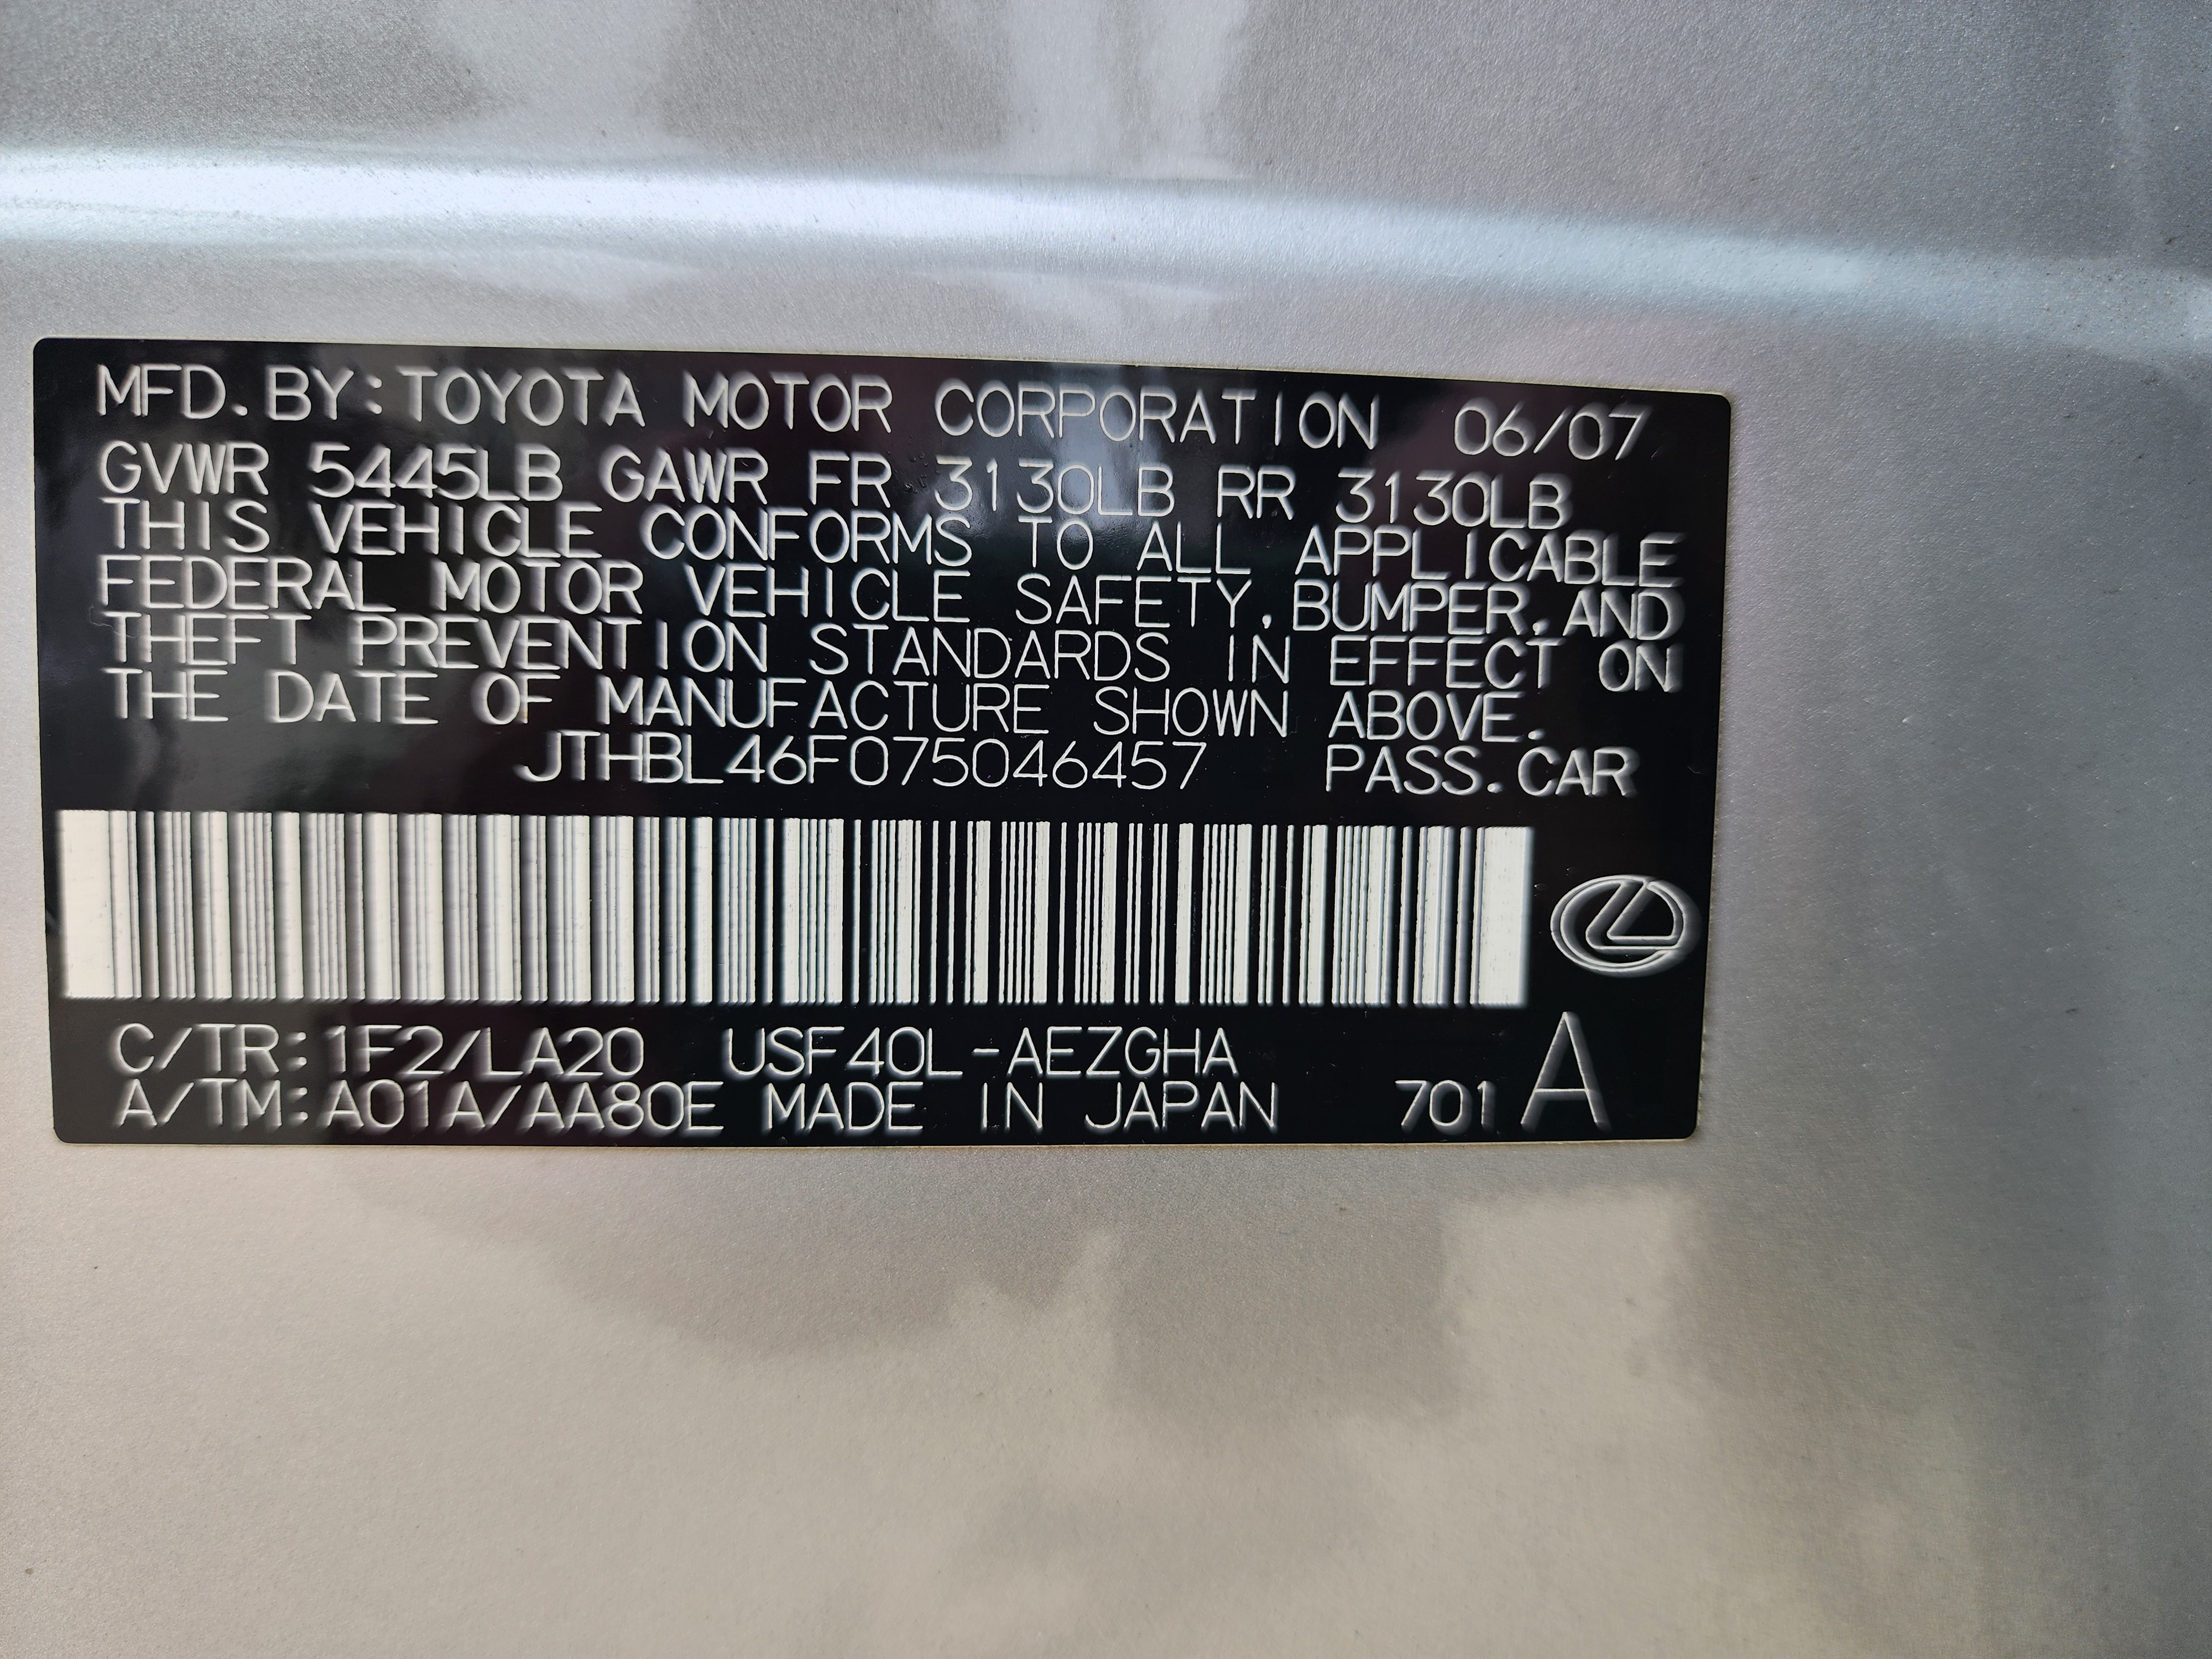 MFD.BY:TOYOTA MOTOR CORPORATION 06/07
GVWR 5445LB GAWR FR 3130LB RR 3130LB
THIS VEHICLE CONFORMS TO ALL APPLICABLE
FEDERAL MOTOR VEHICLE SAFETY,BUMPER,AND
THEFT PREVENTION STANDARDS IN EFFECT ON
THE DATE OF MANUFACTURE SHOWN ABOVE.
JTHBL46F075046457 PASS.CAR
C/TR:1F2/LA20 USF40L-AEZGHA
A/TM:A01A/AA80E MADE IN JAPAN 701 A